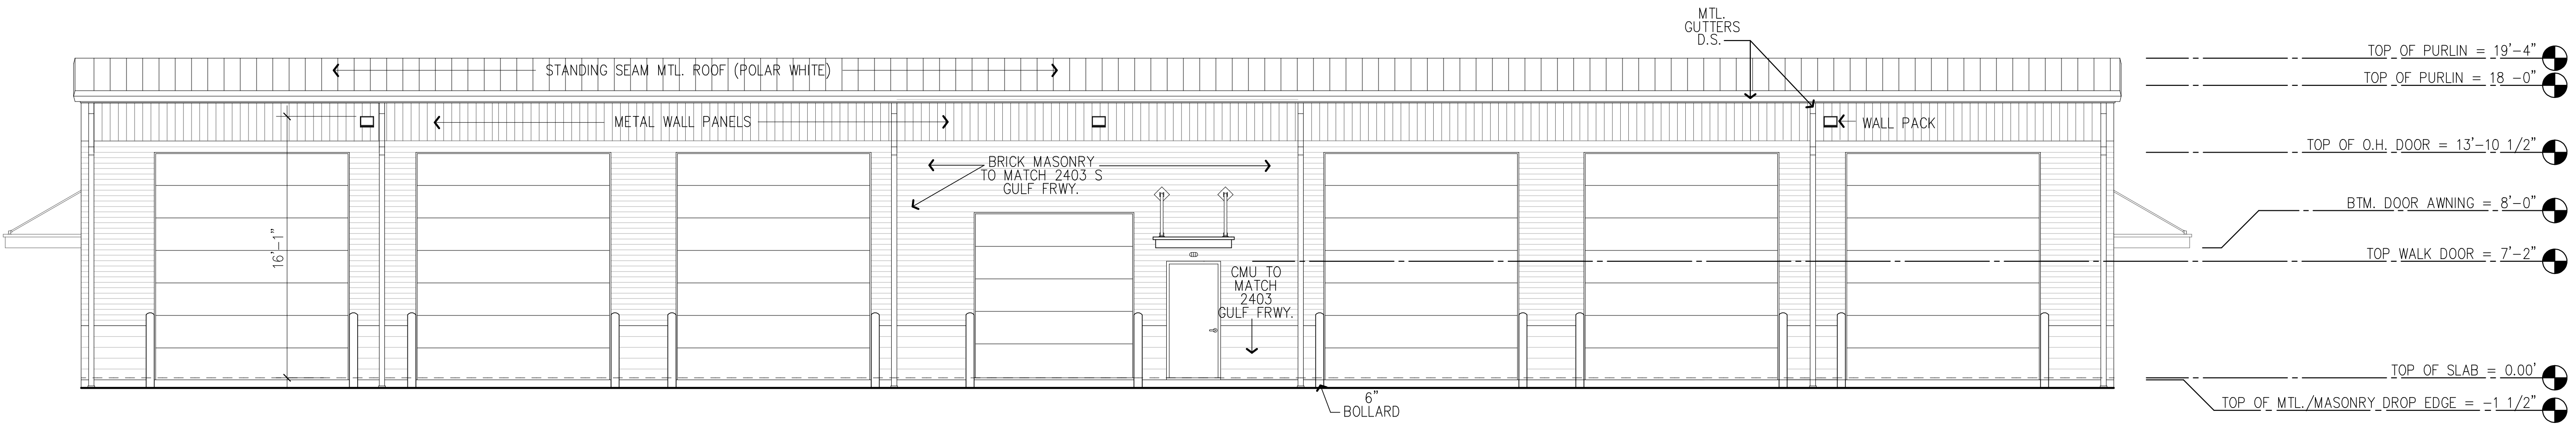 MTL.
GUTTERS
D.S.
STANDING SEAM MTL. ROOF (POLAR WHITE)
TOP OF PURLIN = 19'-4"
TOP OF PURLIN = 18 -0"
METAL WALL PANELS
WALL PACK
TOP OF O.H. DOOR = 13'-10 1/2"
BRICK MASONRY
TO MATCH 2403 S
GULF FRWY.
BTM. DOOR AWNING = 8'-0"
16'-1"
TOP WALK DOOR = 7'-2"
CMU TO
MATCH
2403
GULF FRWY.
TOP OF SLAB = 0.00'
6"
BOLLARD
TOP OF MTL./MASONRY DROP EDGE = -1 1/2"